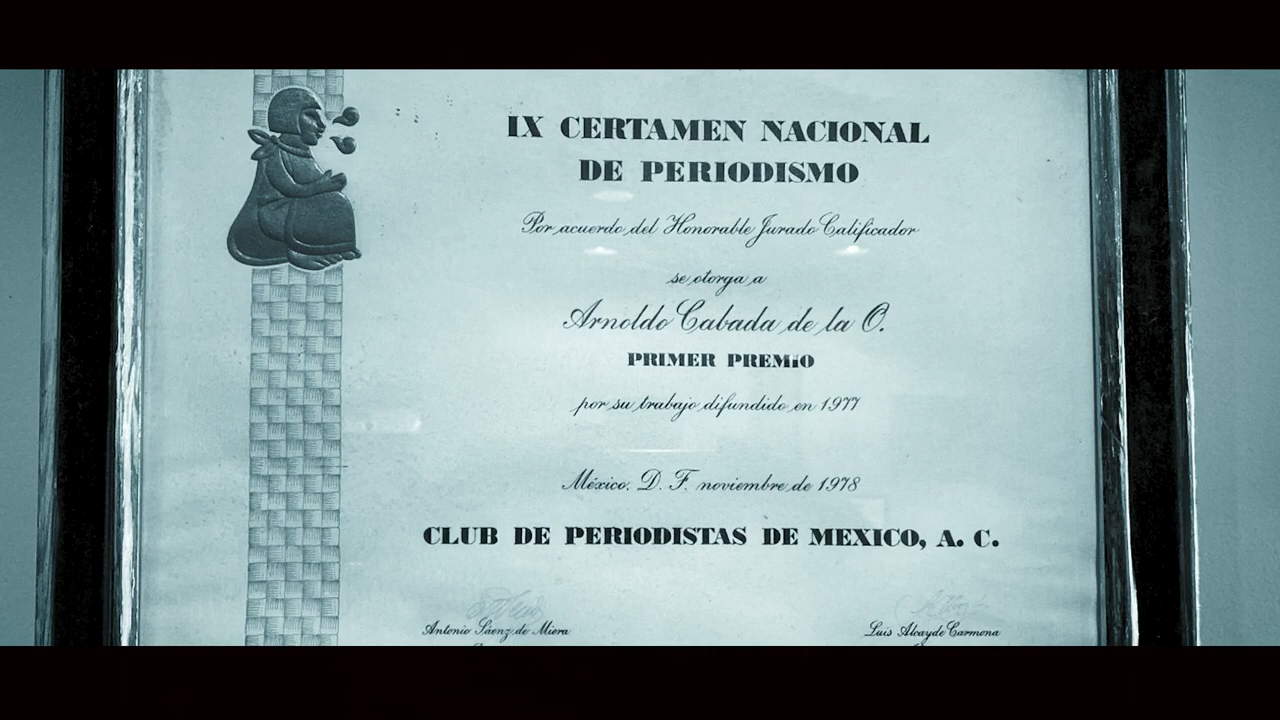 IX CERTAMEN NACIONAL
DE PERIODISMO
Por acuerdo del Honorable Jurado Calificador
se otorga a
Arnoldo Cabada de la O.
PRIMER PREMIO
por su trabajo difundido en 1977
México, D. F. noviembre de 1978
CLUB DE PERIODISTAS DE MEXICO, A. C.
Antonio Sáenz de Miera Luis Alcayde Carmona